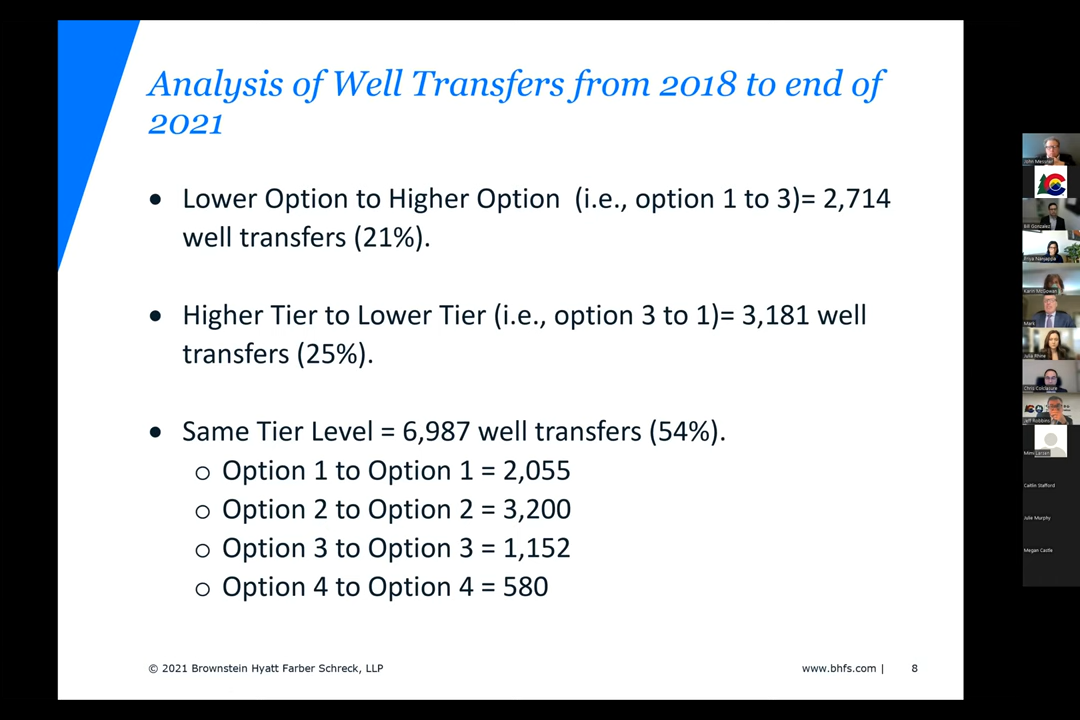 Analysis of Well Transfers from 2018 to end of
2021
• Lower Option to Higher Option (i.e., option 1 to 3)= 2,714
well transfers (21%).
• Higher Tier to Lower Tier (i.e., option 3 to 1)= 3,181 well
transfers (25%).
• Same Tier Level = 6,987 well transfers (54%).
o Option 1 to Option 1 = 2,055
o Option 2 to Option 2 = 3,200
o Option 3 to Option 3 = 1,152
o Option 4 to Option 4 = 580
© 2021 Brownstein Hyatt Farber Schreck, LLP
www.bhfs.com | 8
John Messner
Bill Gonzalez
Priya Nanjappa
Karin McGowan
Mark
Julia Rhine
Chris Colclasure
Jeff Robbins
Mimi Larsen
Caitlin Stafford
Julie Murphy
Megan Castle